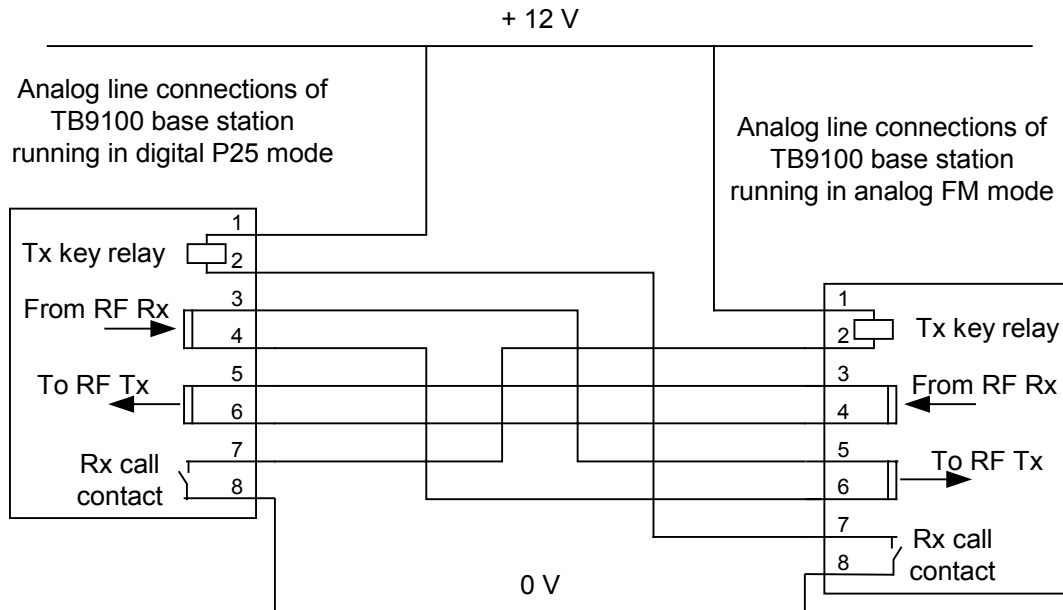 + 12 V
Analog line connections of
TB9100 base station
running in digital P25 mode
Analog line connections of
TB9100 base station
running in analog FM mode
1
Tx key relay
2
From RF Rx
3
4
To RF Tx
5
6
7
Rx call
contact
8
1
Tx key relay
2
3
From RF Rx
4
5
To RF Tx
6
7
Rx call
contact
8
0 V